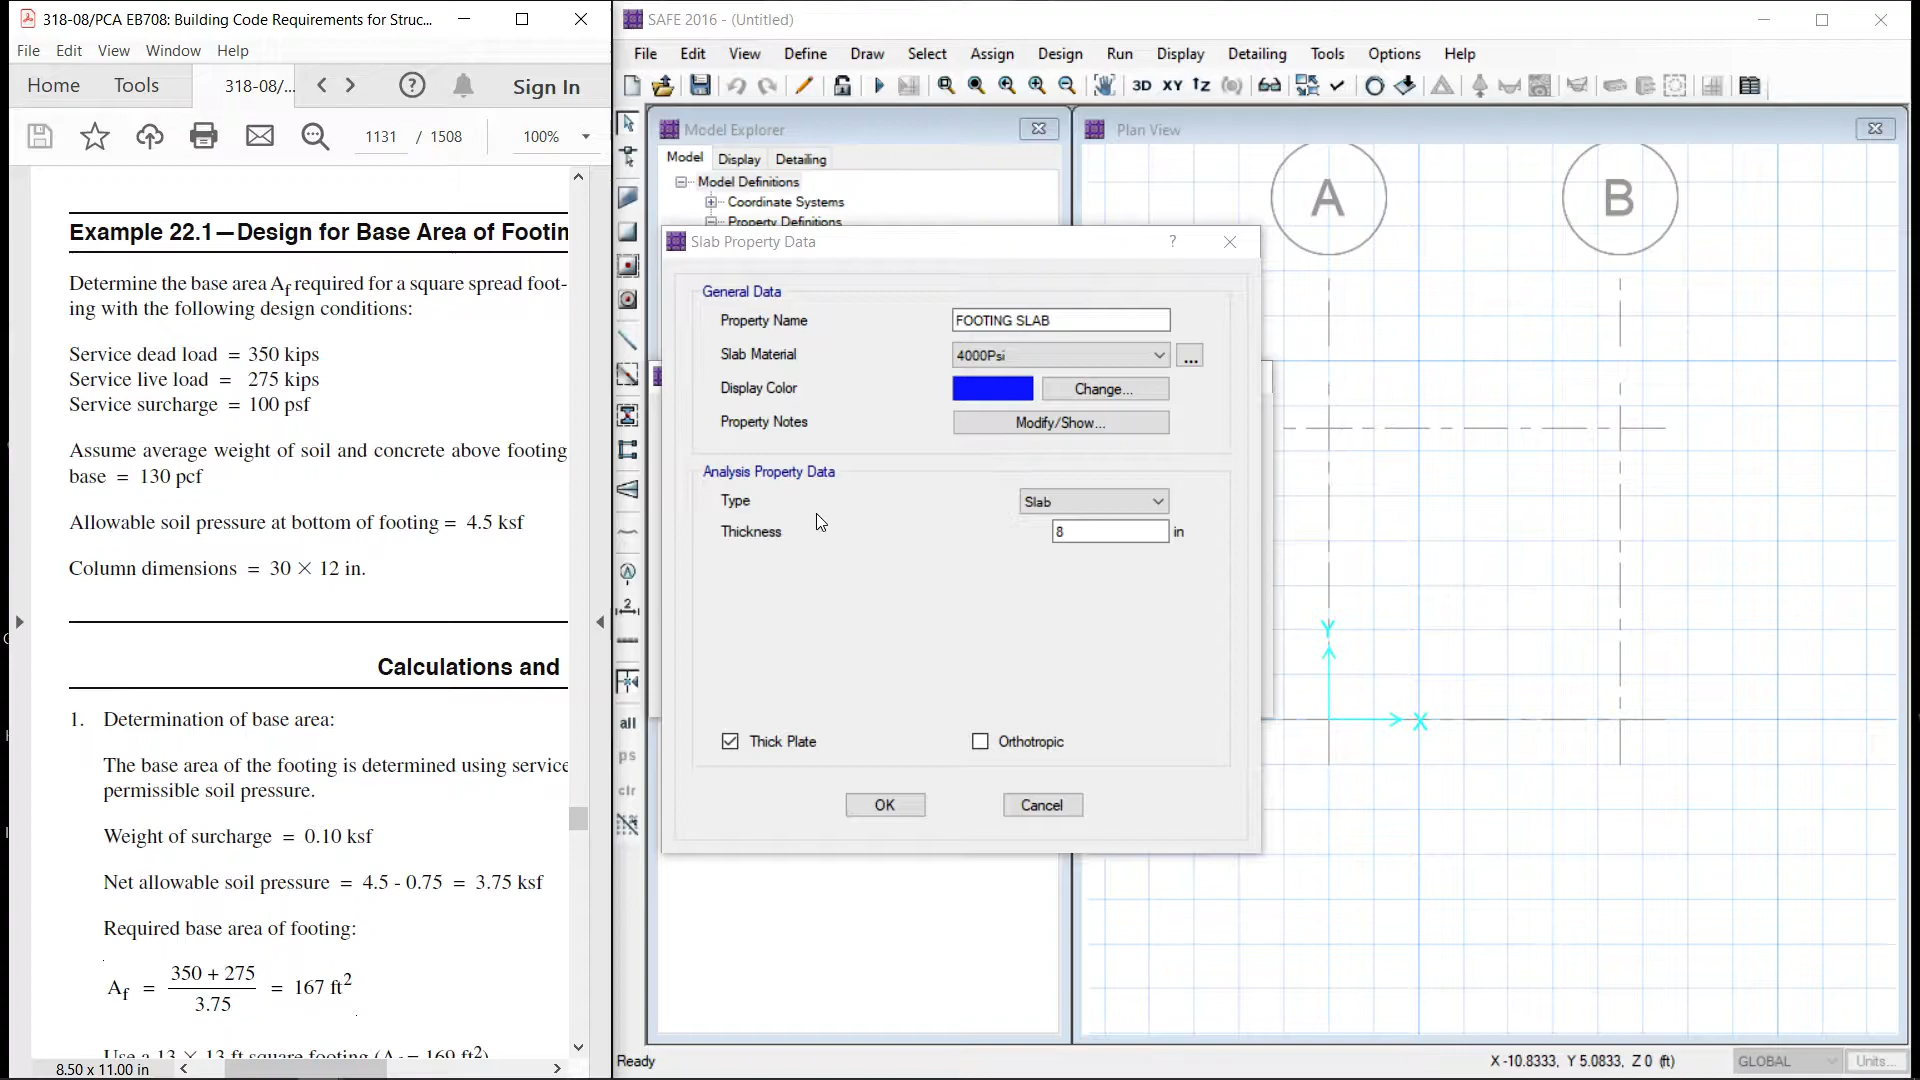 318-08/PCA EB708: Building Code Requirements for Struc...
File Edit View Window Help
Home Tools 318-08/... Sign In
1131 / 1508 100%
Example 22.1—Design for Base Area of Footin
Determine the base area Af required for a square spread foot-
ing with the following design conditions:
Service dead load = 350 kips
Service live load = 275 kips
Service surcharge = 100 psf
Assume average weight of soil and concrete above footing
base = 130 pcf
Allowable soil pressure at bottom of footing = 4.5 ksf
Column dimensions = 30 × 12 in.
Calculations and
1. Determination of base area:
The base area of the footing is determined using service
permissible soil pressure.
Weight of surcharge = 0.10 ksf
Net allowable soil pressure = 4.5 - 0.75 = 3.75 ksf
Required base area of footing:
Af = 350 + 275 / 3.75 = 167 ft2
Use a 13 × 13 ft square footing (Af = 169 ft2)
8.50 x 11.00 in
SAFE 2016 - (Untitled)
File Edit View Define Draw Select Assign Design Run Display Detailing Tools Options Help
3D XY
Model Explorer
Model Display Detailing
Model Definitions
Coordinate Systems
Property Definitions
Slab Property Data ?
General Data
Property Name FOOTING SLAB
Slab Material 4000Psi ...
Display Color Change...
Property Notes Modify/Show...
Analysis Property Data
Type Slab
Thickness 8 in
Thick Plate Orthotropic
OK Cancel
all
ps
clr
Plan View
A B
Y
X
Ready X -10.8333, Y 5.0833, Z 0 (ft) GLOBAL Units...